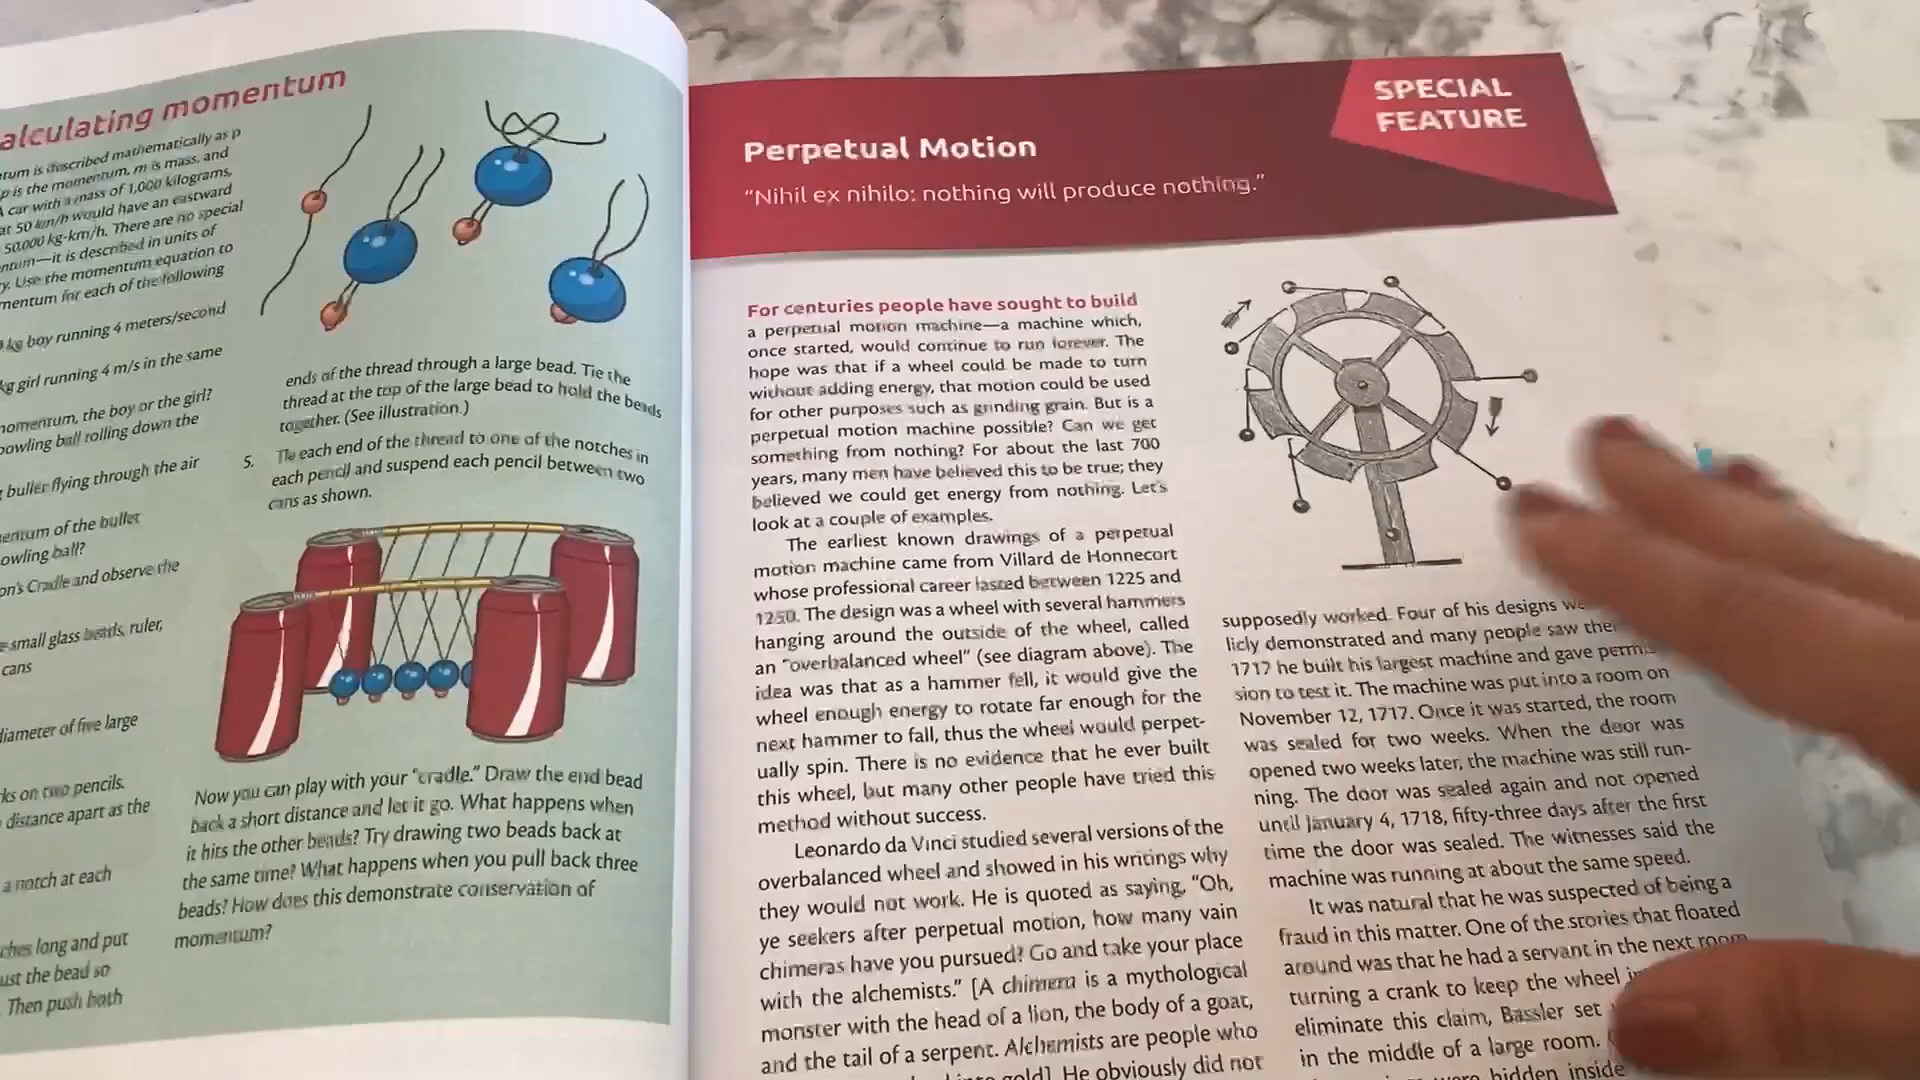 alculating momentum
tum is described mathematically as p
p is the momentum, m is mass, and
A car with a mass of 1,000 kilograms,
at 50 km/h would have an eastward
50,000 kg-km/h. There are no special
ntum—it is described in units of
y. Use the momentum equation to
mentum for each of the following
kg boy running 4 meters/second
kg girl running 4 m/s in the same
momentum, the boy or the girl?
bowling ball rolling down the
bullet flying through the air
mentum of the bullet
owling ball?
on's Cradle and observe the
small glass beads, ruler,
cans
diameter of five large
ks on two pencils.
distance apart as the
a notch at each
ches long and put
ust the bead so
Then push both
ends of the thread through a large bead. Tie the
thread at the top of the large bead to hold the beads
together. (See illustration.)
5. Tie each end of the thread to one of the notches in
each pencil and suspend each pencil between two
cans as shown.
Now you can play with your "cradle." Draw the end bead
back a short distance and let it go. What happens when
it hits the other beads? Try drawing two beads back at
the same time? What happens when you pull back three
beads? How does this demonstrate conservation of
momentum?
SPECIAL
FEATURE
Perpetual Motion
"Nihil ex nihilo: nothing will produce nothing."
For centuries people have sought to build
a perpetual motion machine—a machine which,
once started, would continue to run forever. The
hope was that if a wheel could be made to turn
without adding energy, that motion could be used
for other purposes such as grinding grain. But is a
perpetual motion machine possible? Can we get
something from nothing? For about the last 700
years, many men have believed this to be true; they
believed we could get energy from nothing. Let's
look at a couple of examples.
The earliest known drawings of a perpetual
motion machine came from Villard de Honnecort
whose professional career lasted between 1225 and
1250. The design was a wheel with several hammers
hanging around the outside of the wheel, called
an "overbalanced wheel" (see diagram above). The
idea was that as a hammer fell, it would give the
wheel enough energy to rotate far enough for the
next hammer to fall, thus the wheel would perpet-
ually spin. There is no evidence that he ever built
this wheel, but many other people have tried this
method without success.
Leonardo da Vinci studied several versions of the
overbalanced wheel and showed in his writings why
they would not work. He is quoted as saying, "Oh,
ye seekers after perpetual motion, how many vain
chimeras have you pursued? Go and take your place
with the alchemists." [A chimera is a mythological
monster with the head of a lion, the body of a goat,
and the tail of a serpent. Alchemists are people who
into gold]. He obviously did not
supposedly worked. Four of his designs we
licly demonstrated and many people saw the
1717 he built his largest machine and gave permis-
sion to test it. The machine was put into a room on
November 12, 1717. Once it was started, the room
was sealed for two weeks. When the door was
opened two weeks later, the machine was still run-
ning. The door was sealed again and not opened
until January 4, 1718, fifty-three days after the first
time the door was sealed. The witnesses said the
machine was running at about the same speed.
It was natural that he was suspected of being a
fraud in this matter. One of the stories that floated
around was that he had a servant in the next room
turning a crank to keep the wheel
eliminate this claim, Bassler set
in the middle of a large room.
were hidden inside